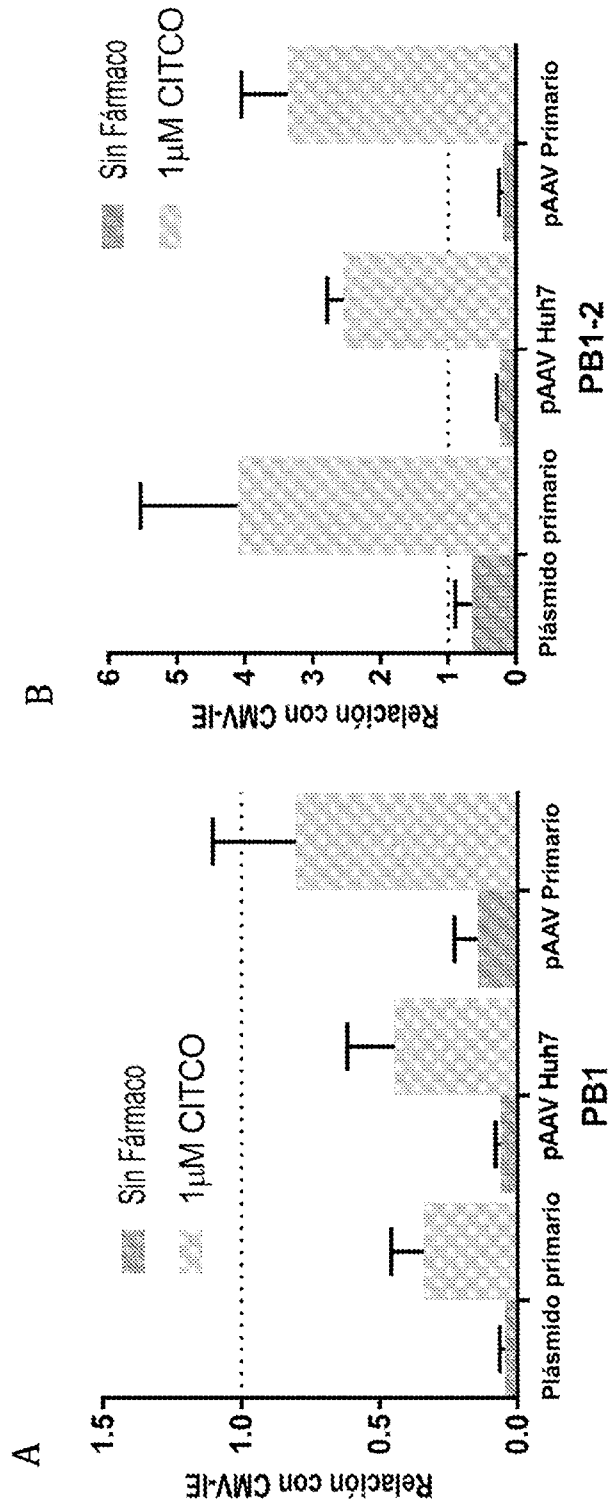 A
Relación con CMV-IE
1.5
1.0
0.5
0.0
Sin Fármaco
1µM CITCO
Plásmido primario
pAAV Huh7
pAAV Primario
PB1
B
Relación con CMV-IE
6
5
4
3
2
1
0
Sin Fármaco
1µM CITCO
Plásmido primario
pAAV Huh7
pAAV Primario
PB1-2